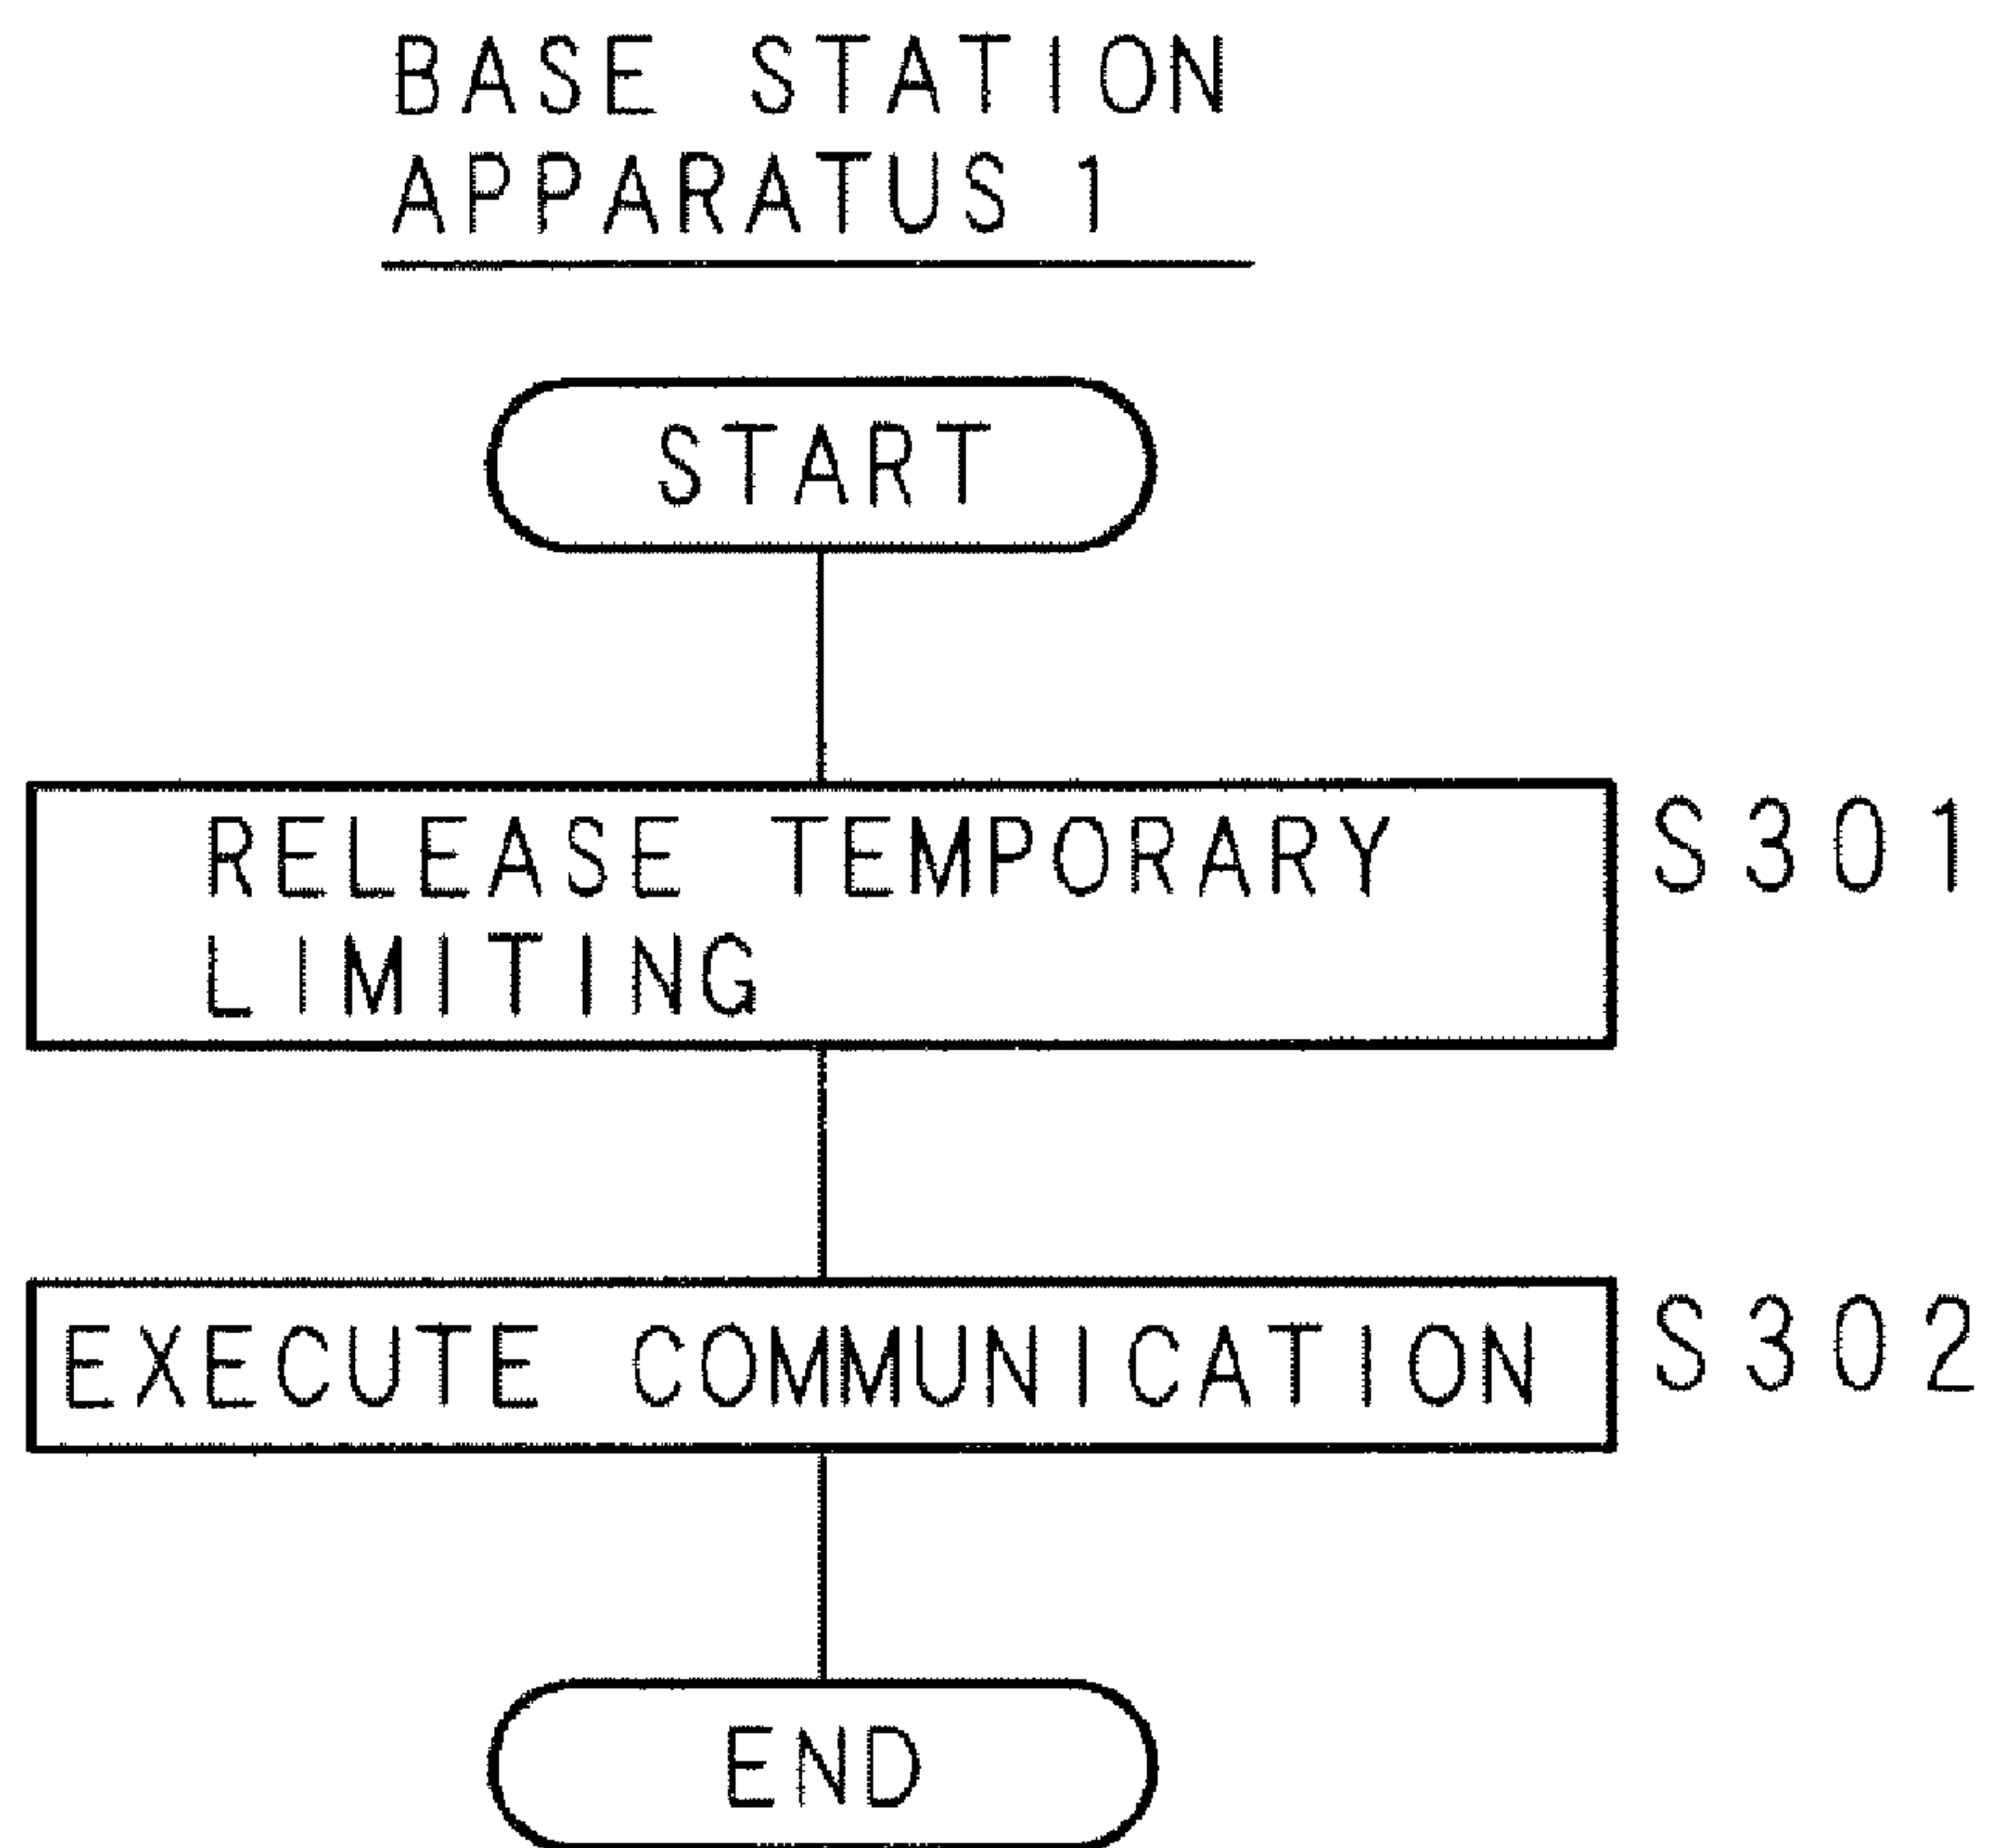 BASE STATION
APPARATUS 1
START
RELEASE TEMPORARY
LIMITING
S301
EXECUTE COMMUNICATION
S302
END